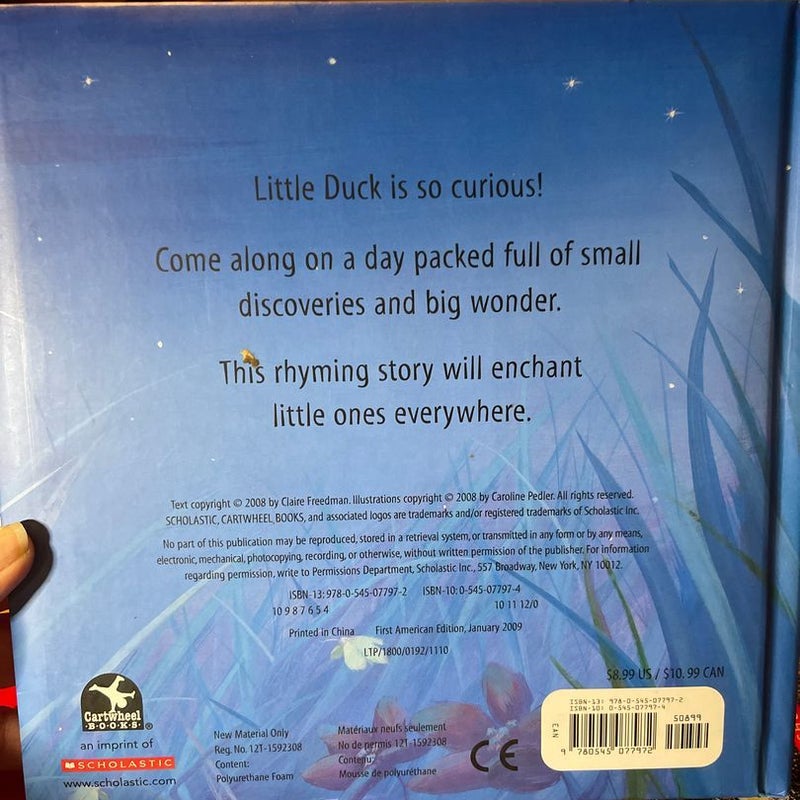 Little Duck is so curious!
Come along on a day packed full of small
discoveries and big wonder.
This rhyming story will enchant
little ones everywhere.
Text copyright © 2008 by Claire Freedman. Illustrations copyright © 2008 by Caroline Pedler. All rights reserved.
SCHOLASTIC, CARTWHEEL BOOKS, and associated logos are trademarks and/or registered trademarks of Scholastic Inc.
No part of this publication may be reproduced, stored in a retrieval system, or transmitted in any form or by any means,
electronic, mechanical, photocopying, recording, or otherwise, without written permission of the publisher. For information
regarding permission, write to Permissions Department, Scholastic Inc., 557 Broadway, New York, NY 10012.
ISBN-13: 978-0-545-07797-2 ISBN-10: 0-545-07797-4
10 9 8 7 6 5 4 10 11 12/0
Printed in China First American Edition, January 2009
LTP/1800/0192/1110
$8.99 US / $10.99 CAN
Cartwheel
·B·O·O·K·S· ®
an imprint of
SCHOLASTIC
www.scholastic.com
New Material Only
Reg. No. 12T-1592308
Content:
Polyurethane Foam
Matériaux neufs seulement
No de permis 12T-1592308
Contenu:
Mousse de polyuréthane
CE
ISBN-13: 978-0-545-07797-2
ISBN-10: 0-545-07797-4
50899
EAN
9 780545 077972